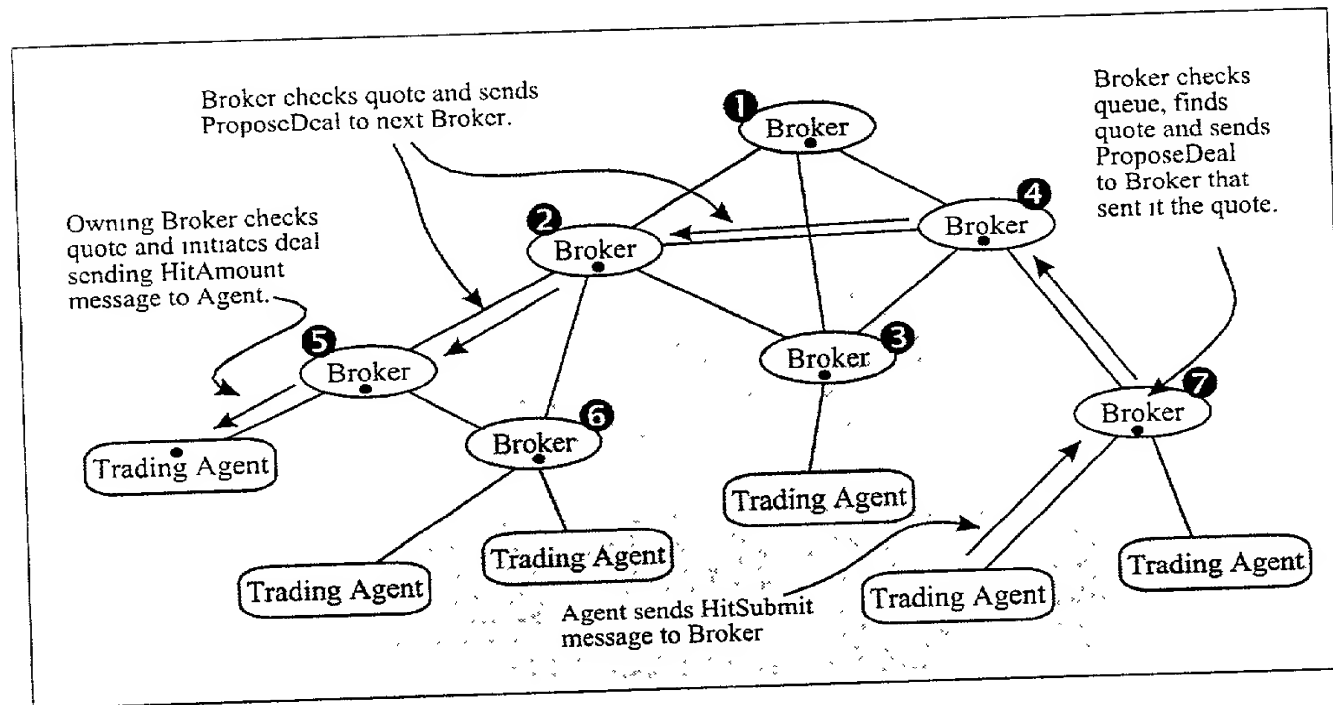 Broker checks quote and sends
ProposeDeal to next Broker.
Broker checks
queue, finds
quote and sends
ProposeDeal
to Broker that
sent it the quote.
Owning Broker checks
quote and initiates deal
sending HitAmount
message to Agent.
1
Broker
2
Broker
4
Broker
3
Broker
5
Broker
6
Broker
7
Broker
Trading Agent
Trading Agent
Trading Agent
Trading Agent
Trading Agent
Trading Agent
Agent sends HitSubmit
message to Broker